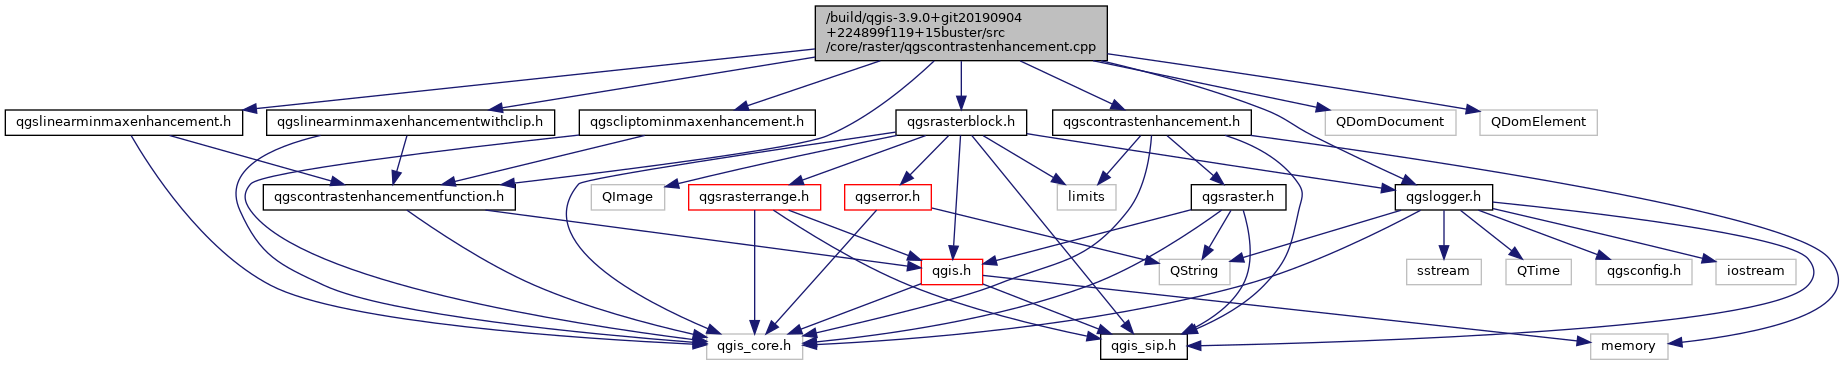 /build/qgis-3.9.0+git20190904
+224899f119+15buster/src
/core/raster/qgscontrastenhancement.cpp
qgslinearminmaxenhancement.h
qgslinearminmaxenhancementwithclip.h
qgscliptominmaxenhancement.h
qgsrasterblock.h
qgscontrastenhancement.h
QDomDocument
QDomElement
qgscontrastenhancementfunction.h
QImage
qgsrasterrange.h
qgserror.h
limits
qgsraster.h
qgslogger.h
qgis.h
QString
sstream
QTime
qgsconfig.h
iostream
qgis_core.h
qgis_sip.h
memory